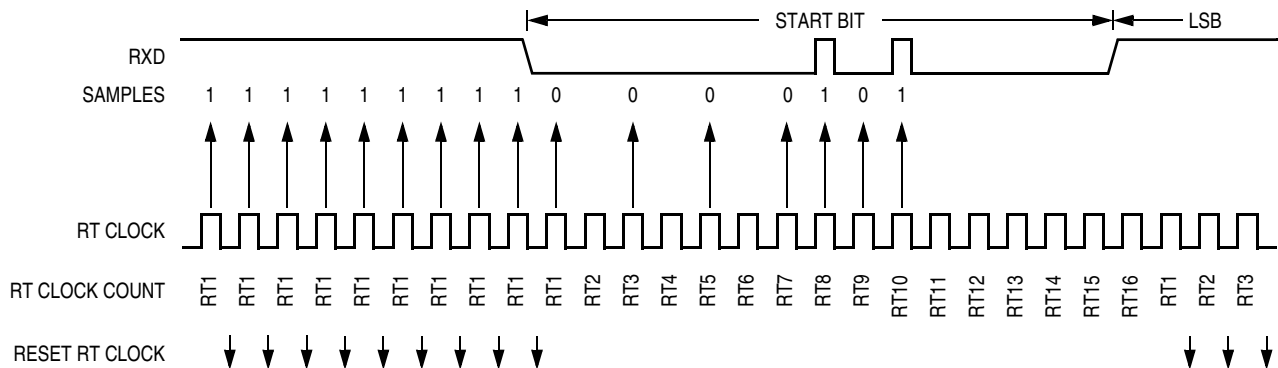 START BIT LSB
RXD
SAMPLES 1 1 1 1 1 1 1 1 1 0 0 0 0 1 0 1
RT CLOCK
RT CLOCK COUNT RT1 RT1 RT1 RT1 RT1 RT1 RT1 RT1 RT1 RT1 RT2 RT3 RT4 RT5 RT6 RT7 RT8 RT9 RT10 RT11 RT12 RT13 RT14 RT15 RT16 RT1 RT2 RT3
RESET RT CLOCK